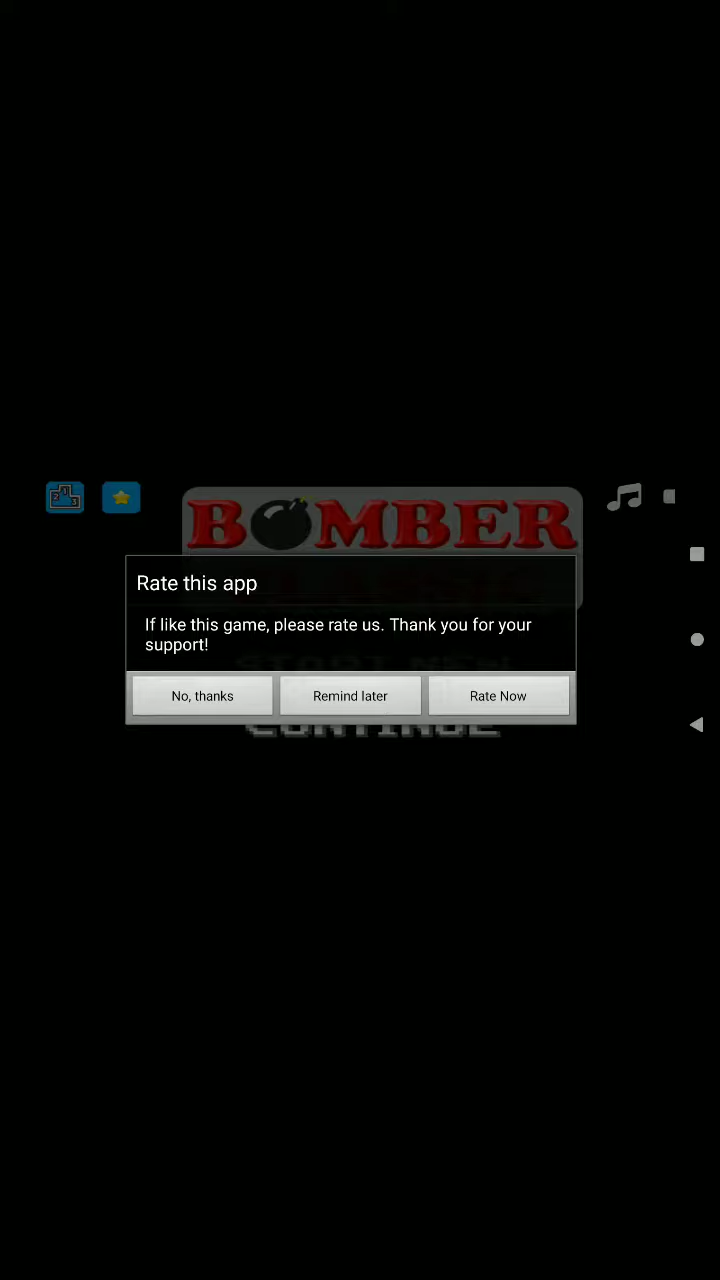 BOMBER
Rate this app
If like this game, please rate us. Thank you for your
support!
No, thanks
Remind later
Rate Now
CONTINUE